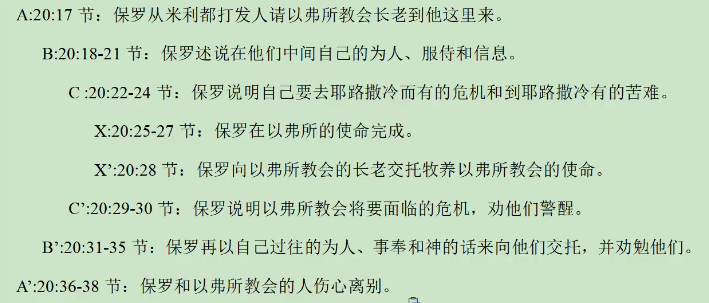 A:20:17 节：保罗从米利都打发人请以弗所教会长老到他这里来。
B:20:18-21 节：保罗述说在他们中间自己的为人、服侍和信息。
C :20:22-24 节：保罗说明自己要去耶路撒冷而有的危机和到耶路撒冷有的苦难。
X:20:25-27 节：保罗在以弗所的使命完成。
X’:20:28 节：保罗向以弗所教会的长老交托牧养以弗所教会的使命。
C’:20:29-30 节：保罗说明以弗所教会将要面临的危机，劝他们警醒。
B’:20:31-35 节：保罗再以自己过往的为人、事奉和神的话来向他们交托，并劝勉他们。
A’:20:36-38 节：保罗和以弗所教会的人伤心离别。